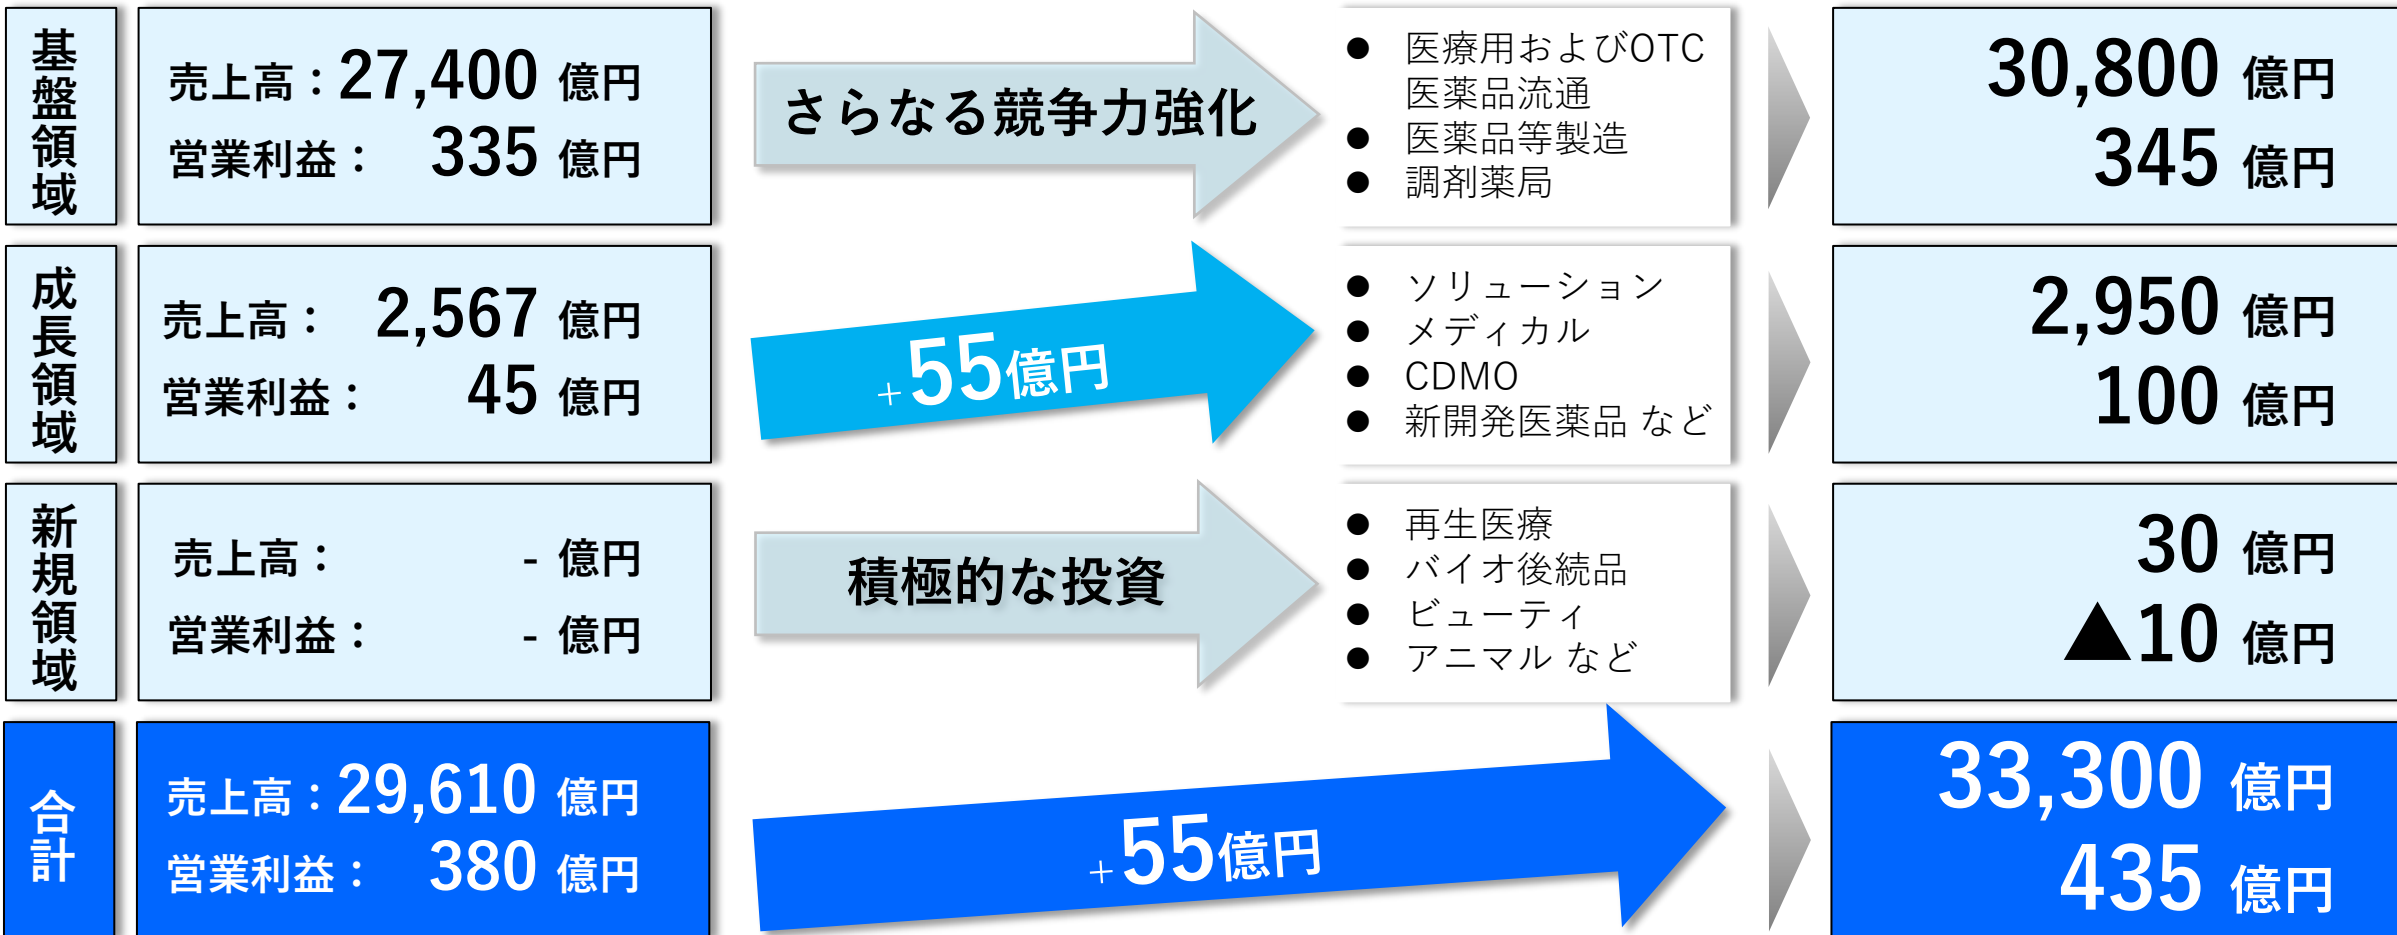 基盤領域
売上高：27,400 億円
営業利益： 335 億円
さらなる競争力強化
● 医療用およびOTC
医薬品流通
● 医薬品等製造
● 調剤薬局
30,800 億円
345 億円
成長領域
売上高： 2,567 億円
営業利益： 45 億円
+55億円
● ソリューション
● メディカル
● CDMO
● 新開発医薬品 など
2,950 億円
100 億円
新規領域
売上高： - 億円
営業利益： - 億円
積極的な投資
● 再生医療
● バイオ後続品
● ビューティ
● アニマル など
30 億円
▲10 億円
合計
売上高：29,610 億円
営業利益： 380 億円
+55億円
33,300 億円
435 億円